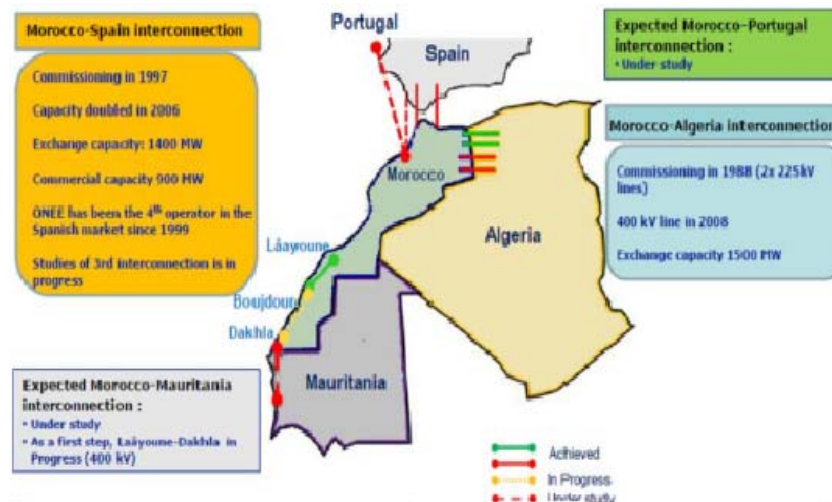 Morocco-Spain interconnection
Commissioning in 1997
Capacity doubled in 2006
Exchange capacity: 1400 MW
Commercial capacity 900 MW
ONEE has been the 4th operator in the
Spanish market since 1999
Studies of 3rd interconnection is in
progress
Portugal
Spain
Expected Morocco-Portugal
interconnection :
• Under study
Morocco-Algeria interconnection
Commissioning in 1988 (2x 225kV
lines)
400 kV line in 2008
Exchange capacity 1500 MW
Morocco
Algeria
Lâayoune
Boujdoun
Dakhla
Mauritania
Expected Morocco-Mauritania
interconnection :
• Under study
• As a first step, Laâyoune-Dakhla in
Progress (400 kV)
Achieved
In Progress
Under study